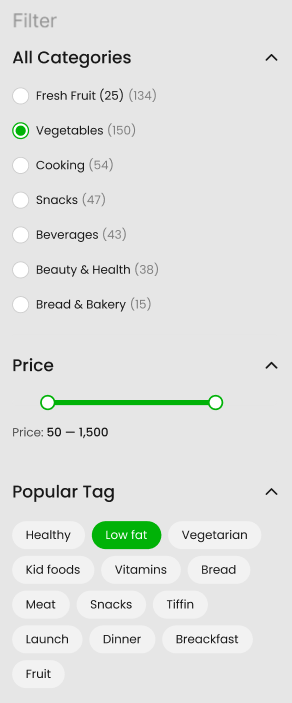 Filter
All Categories
Fresh Fruit (25) (134)
Vegetables (150)
Cooking (54)
Snacks (47)
Beverages (43)
Beauty & Health (38)
Bread & Bakery (15)
Price
Price: 50 — 1,500
Popular Tag
Healthy Low fat Vegetarian
Kid foods Vitamins Bread
Meat Snacks Tiffin
Launch Dinner Breackfast
Fruit